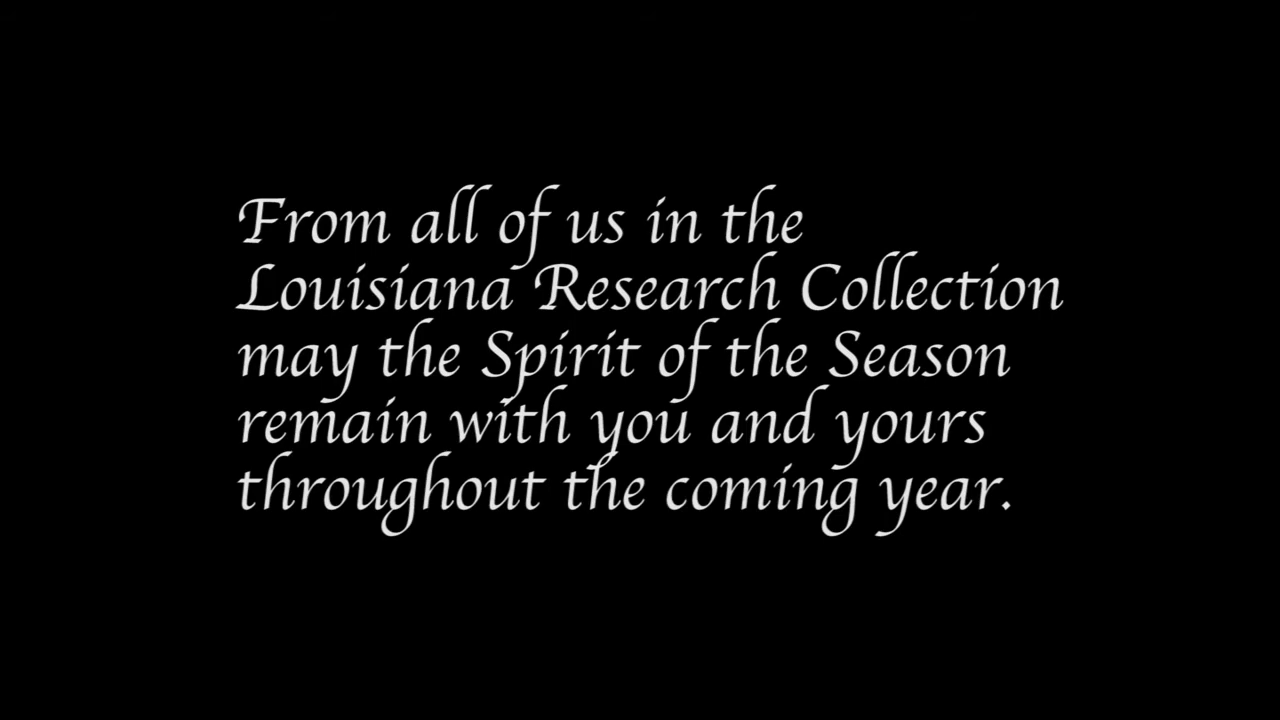 From all of us in the
Louisiana Research Collection
may the Spirit of the Season
remain with you and yours
throughout the coming year.